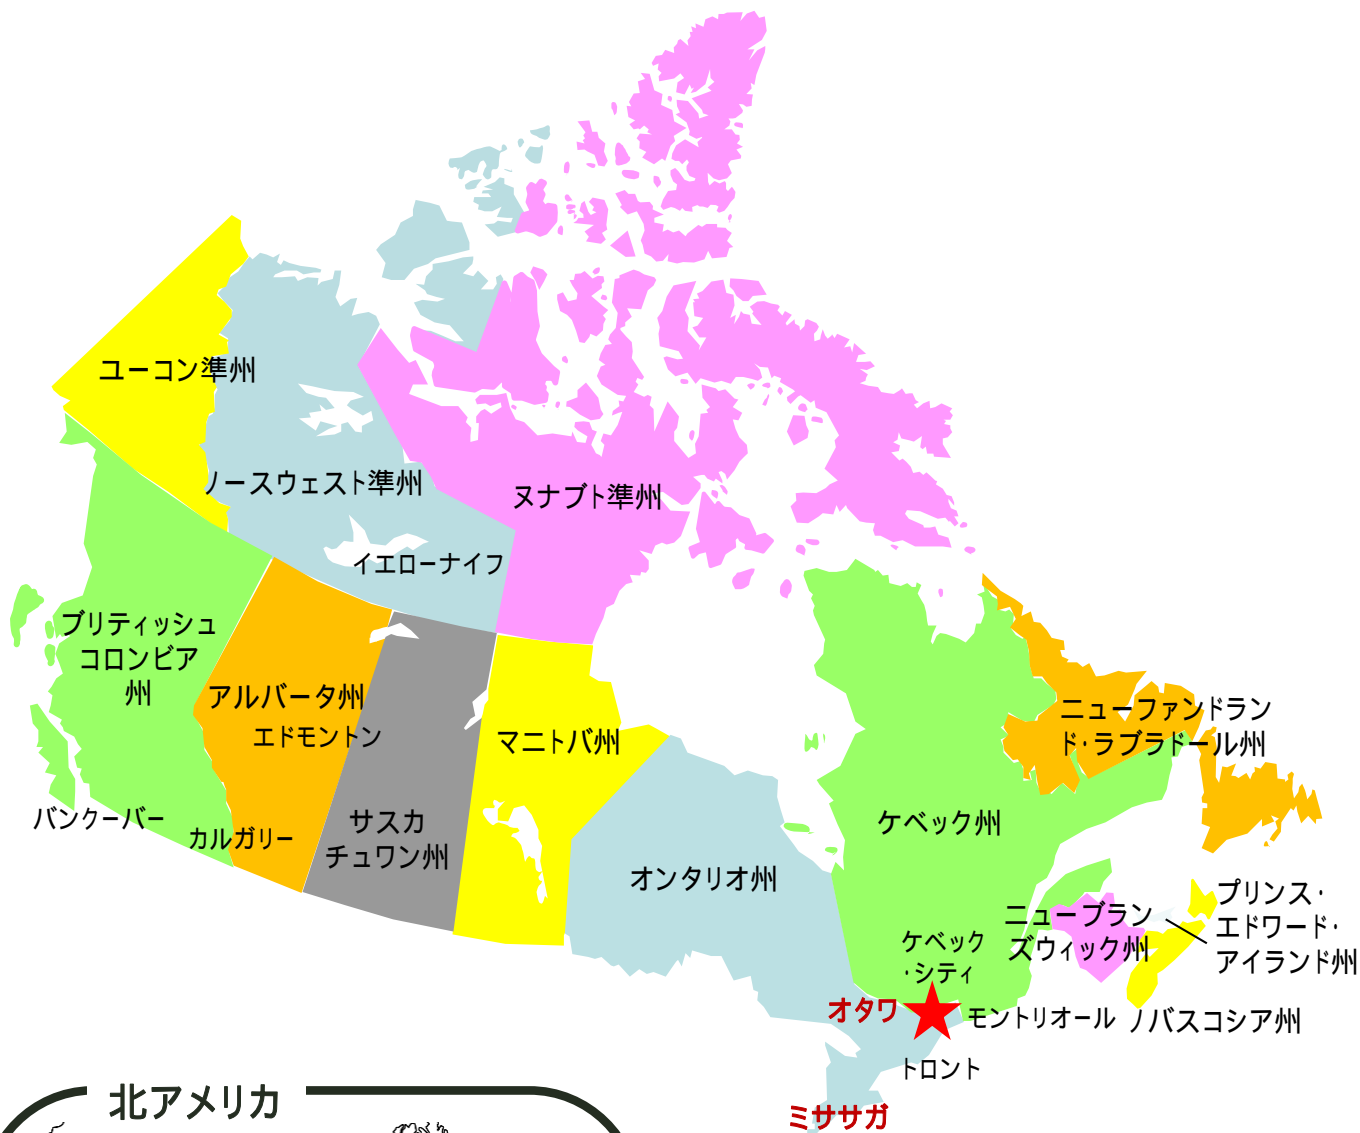 ユーコン準州
ノースウェスト準州
ヌナブト準州
イエローナイフ
ブリティッシュ
コロンビア
州
アルバータ州
エドモントン
マニトバ州
ニューファンドラン
ド・ラブラドール州
バンクーバー
カルガリー
サスカ
チュワン州
オンタリオ州
ケベック州
ケベック
・シティ
ニューブラン
ズウィック州
プリンス・
エドワード・
アイランド州
オタワ
モントリオール
ノバスコシア州
トロント
ミササガ
北アメリカ